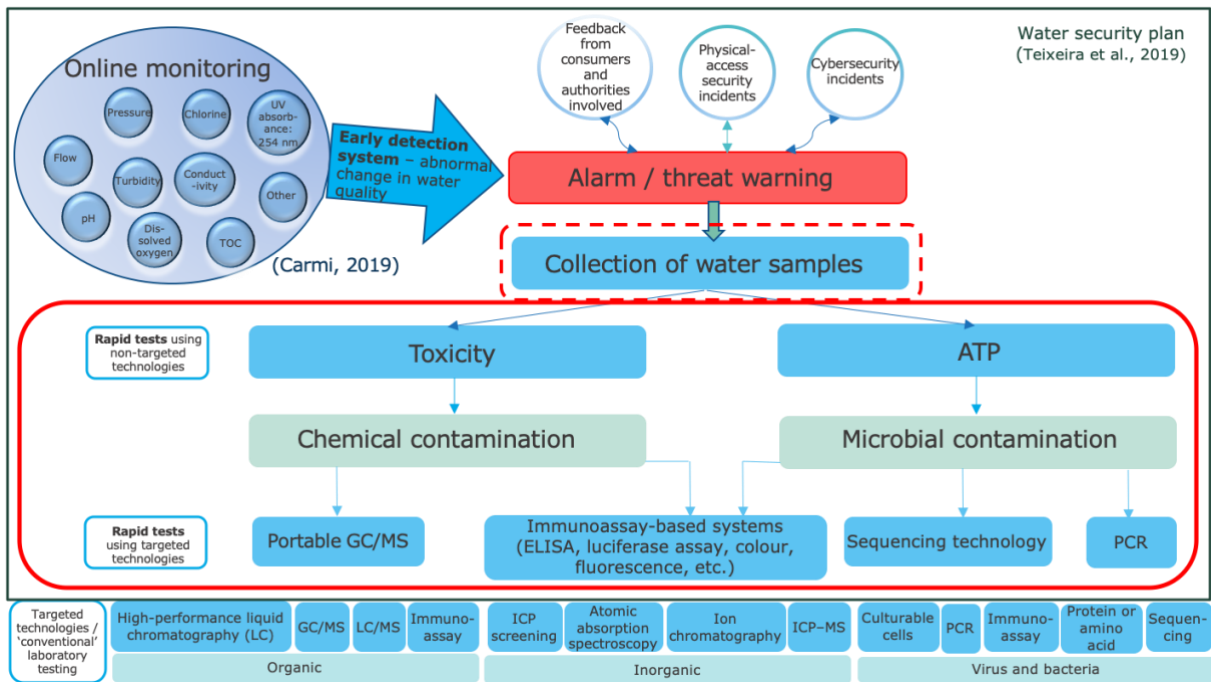 Water security plan
(Teixeira et al., 2019)
Online monitoring
Pressure
Chlorine
UV
absorb-
ance:
254 nm
Flow
Turbidity
Conduct
-ivity
Other
pH
Dis-
solved
oxygen
TOC
(Carmi, 2019)
Early detection
system – abnormal
change in water
quality
Feedback
from
consumers
and
authorities
involved
Physical-
access
security
incidents
Cybersecurity
incidents
Alarm / threat warning
Collection of water samples
Rapid tests using
non-targeted
technologies
Toxicity
ATP
Chemical contamination
Microbial contamination
Rapid tests
using targeted
technologies
Portable GC/MS
Immunoassay-based systems
(ELISA, luciferase assay, colour,
fluorescence, etc.)
Sequencing technology
PCR
Targeted
technologies /
'conventional'
laboratory
testing
High-performance liquid
chromatography (LC)
GC/MS
LC/MS
Immuno-
assay
ICP
screening
Atomic
absorption
spectroscopy
Ion
chromatography
ICP–MS
Culturable
cells
PCR
Immuno-
assay
Protein or
amino
acid
Sequen-
cing
Organic
Inorganic
Virus and bacteria